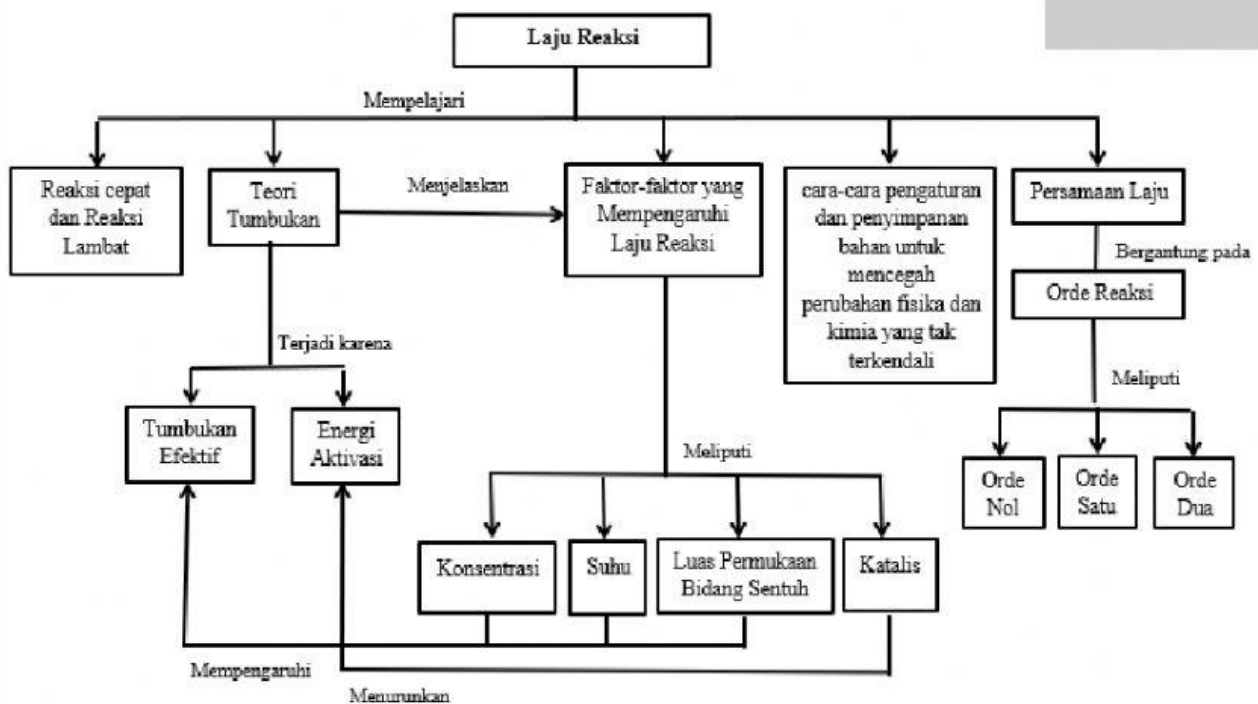 Laju Reaksi
Mempelajari
Reaksi cepat
dan Reaksi
Lambat
Teori
Tumbukan
Menjelaskan
Faktor-faktor yang
Mempengaruhi
Laju Reaksi
cara-cara pengaturan
dan penyimpanan
bahan untuk
mencegah
perubahan fisika dan
kimia yang tak
terkendali
Persamaan Laju
Bergantung pada
Orde Reaksi
Terjadi karena
Meliputi
Tumbukan
Efektif
Energi
Aktivasi
Meliputi
Orde
Nol
Orde
Satu
Orde
Dua
Konsentrasi
Suhu
Luas Permukaan
Bidang Sentuh
Katalis
Mempengaruhi
Menurunkan